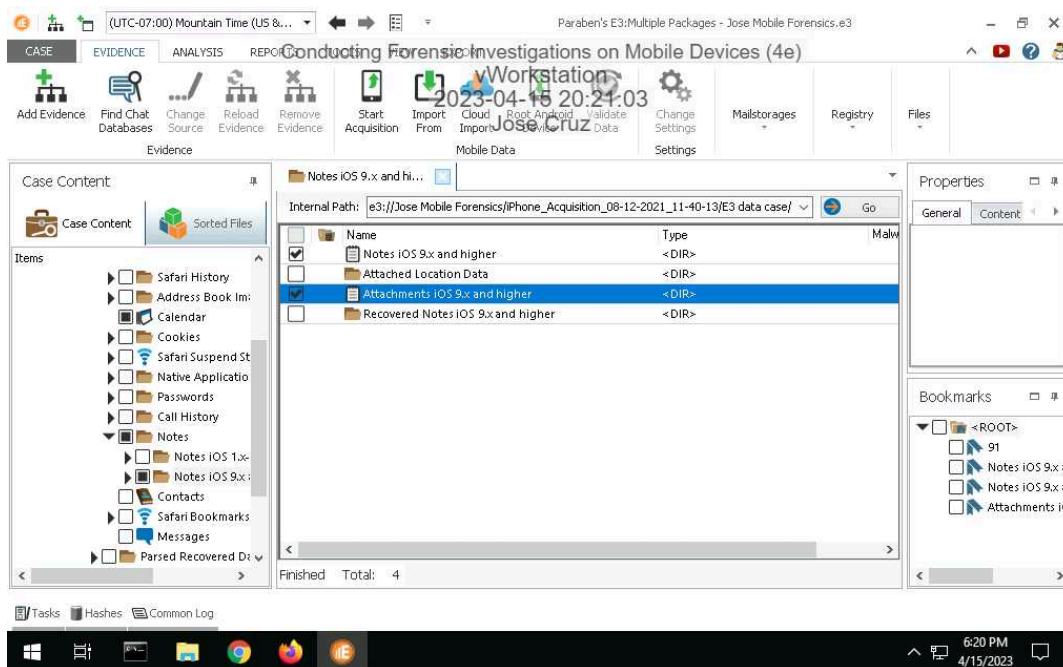 (UTC-07:00) Mountain Time (US &...
Paraben's E3:Multiple Packages - Jose Mobile Forensics.e3
CASE EVIDENCE ANALYSIS
Conducting Forensic Investigations on Mobile Devices (4e)
vWorkstation
2023-04-15 20:21:03
Jose Cruz
Add Evidence
Find Chat Databases
Change Source
Reload Evidence
Remove Evidence
Start Acquisition
Import From
Cloud Import
Root Android Device
Validate Data
Change Settings
Mailstorages
Registry
Files
Evidence
Mobile Data
Settings
Case Content
Case Content
Sorted Files
Items
Safari History
Address Book Im
Calendar
Cookies
Safari Suspend St
Native Applicatio
Passwords
Call History
Notes
Notes iOS 1.x-
Notes iOS 9.x
Contacts
Safari Bookmarks
Messages
Parsed Recovered Da
Notes iOS 9.x and hi...
Internal Path: e3://Jose Mobile Forensics/iPhone_Acquisition_08-12-2021_11-40-13/E3 data case/ Go
Name Type Malw
Notes iOS 9.x and higher <DIR>
Attached Location Data <DIR>
Attachments iOS 9.x and higher <DIR>
Recovered Notes iOS 9.x and higher <DIR>
Finished Total: 4
Properties
General Content
Bookmarks
<ROOT>
91
Notes iOS 9.x
Notes iOS 9.x
Attachments i
Tasks Hashes Common Log
6:20 PM
4/15/2023